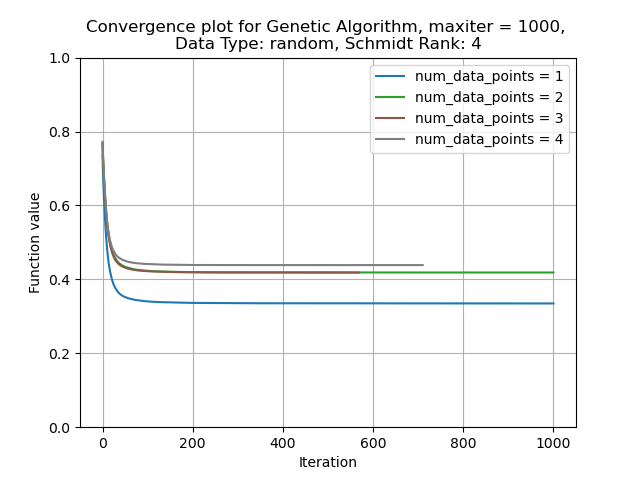 Convergence plot for Genetic Algorithm, maxiter = 1000,
Data Type: random, Schmidt Rank: 4
num_data_points = 1
num_data_points = 2
num_data_points = 3
num_data_points = 4
Function value
1.0
0.8
0.6
0.4
0.2
0.0
0 200 400 600 800 1000
Iteration